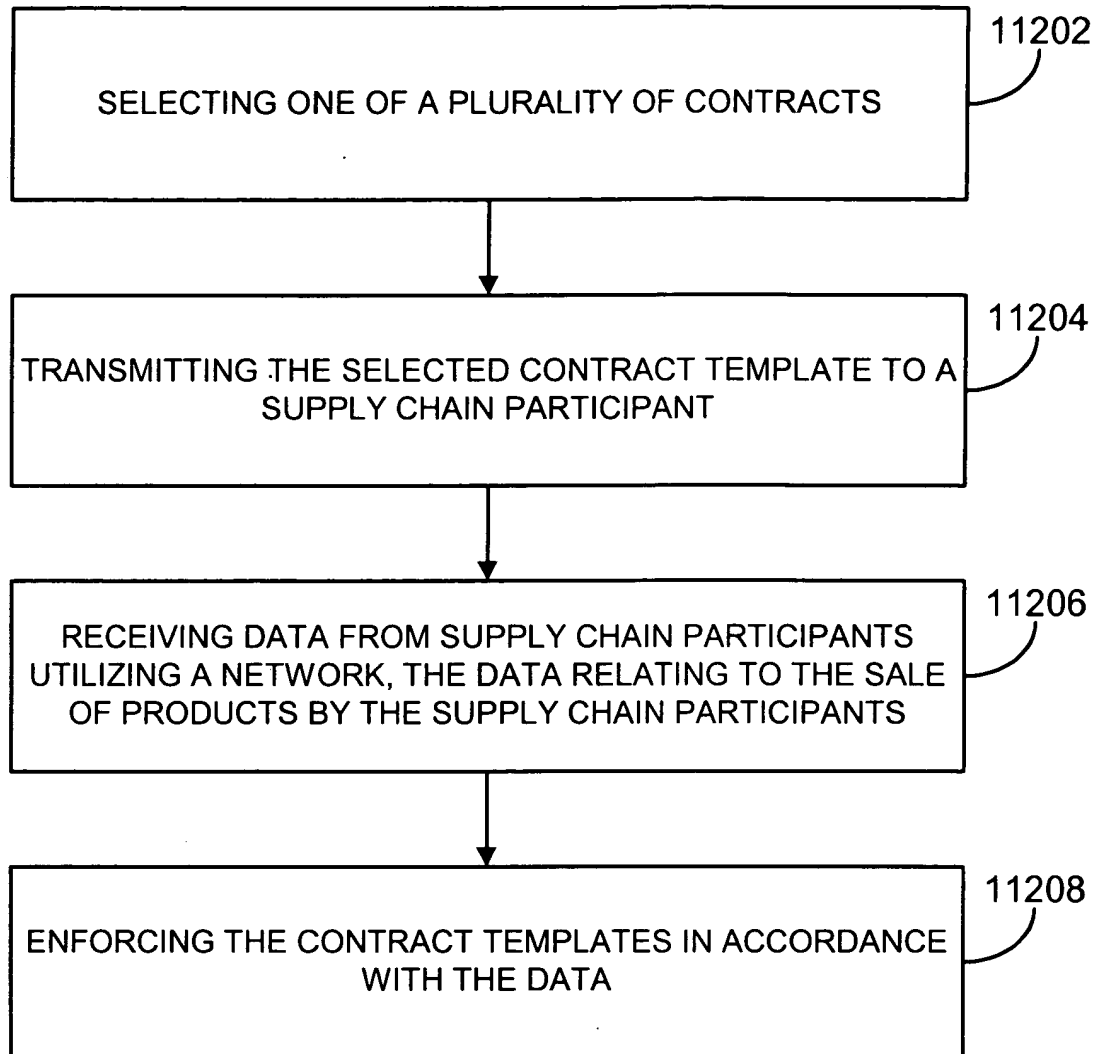 11202
SELECTING ONE OF A PLURALITY OF CONTRACTS
11204
TRANSMITTING THE SELECTED CONTRACT TEMPLATE TO A
SUPPLY CHAIN PARTICIPANT
11206
RECEIVING DATA FROM SUPPLY CHAIN PARTICIPANTS
UTILIZING A NETWORK, THE DATA RELATING TO THE SALE
OF PRODUCTS BY THE SUPPLY CHAIN PARTICIPANTS
11208
ENFORCING THE CONTRACT TEMPLATES IN ACCORDANCE
WITH THE DATA